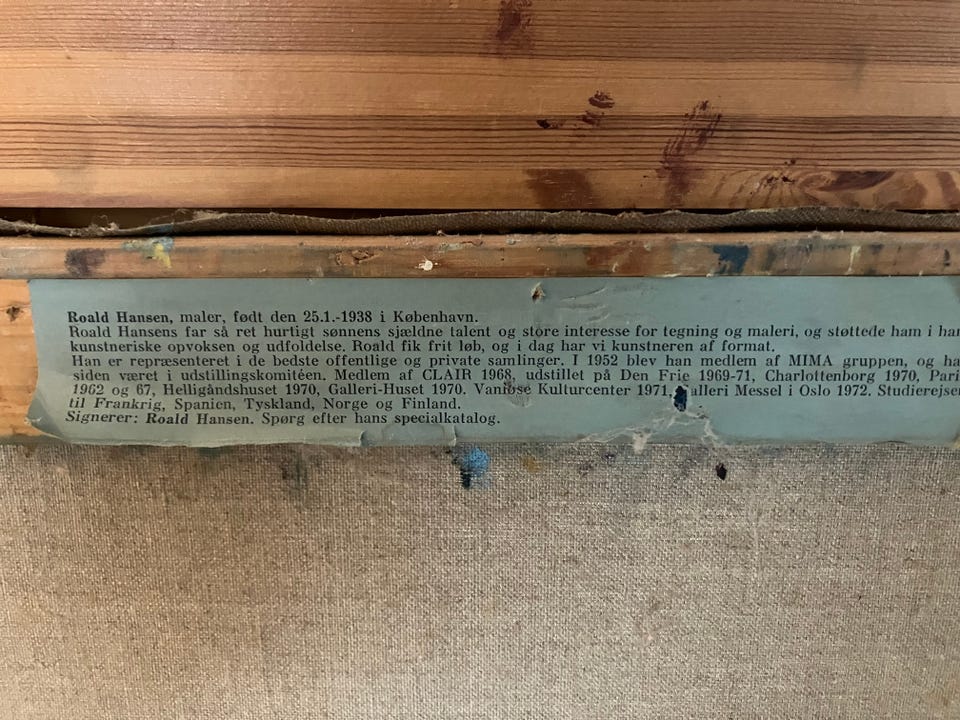 Roald Hansen, maler, født den 25.1.-1938 i København.
Roald Hansens far så ret hurtigt sønnens sjældne talent og store interesse for tegning og maleri, og støttede ham i
kunstneriske opvoksen og udfoldelse. Roald fik frit løb, og i dag har vi kunstneren af format.
Han er repræsenteret i de bedste offentlige og private samlinger. I 1952 blev han medlem af MIMA gruppen, og
siden været i udstillingskomitéen. Medlem af CLAIR 1968, udstillet på Den Frie 1969-71, Charlottenborg 1970,
1962 og 67, Helligåndshuset 1970, Galleri-Huset 1970. Vanløse Kulturcenter 1971, alleri Messel i Oslo 1972.
til Frankrig, Spanien, Tyskland, Norge og Finland.
Signerer: Roald Hansen. Spørg efter hans specialkatalog.